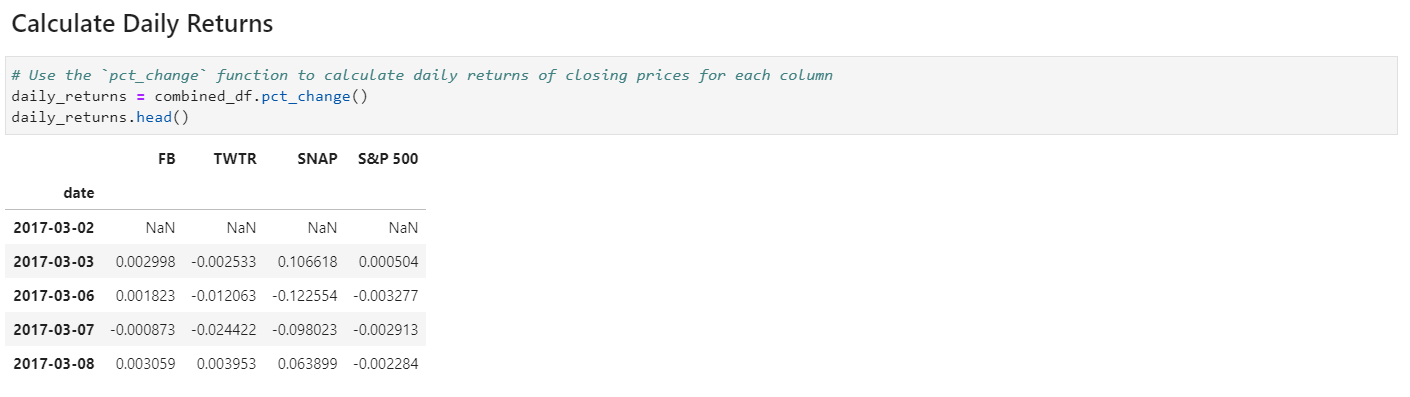 Calculate Daily Returns
# Use the `pct_change` function to calculate daily returns of closing prices for each column
daily_returns = combined_df.pct_change()
daily_returns.head()
FB TWTR SNAP S&P 500
date
2017-03-02 NaN NaN NaN NaN
2017-03-03 0.002998 -0.002533 0.106618 0.000504
2017-03-06 0.001823 -0.012063 -0.122554 -0.003277
2017-03-07 -0.000873 -0.024422 -0.098023 -0.002913
2017-03-08 0.003059 0.003953 0.063899 -0.002284